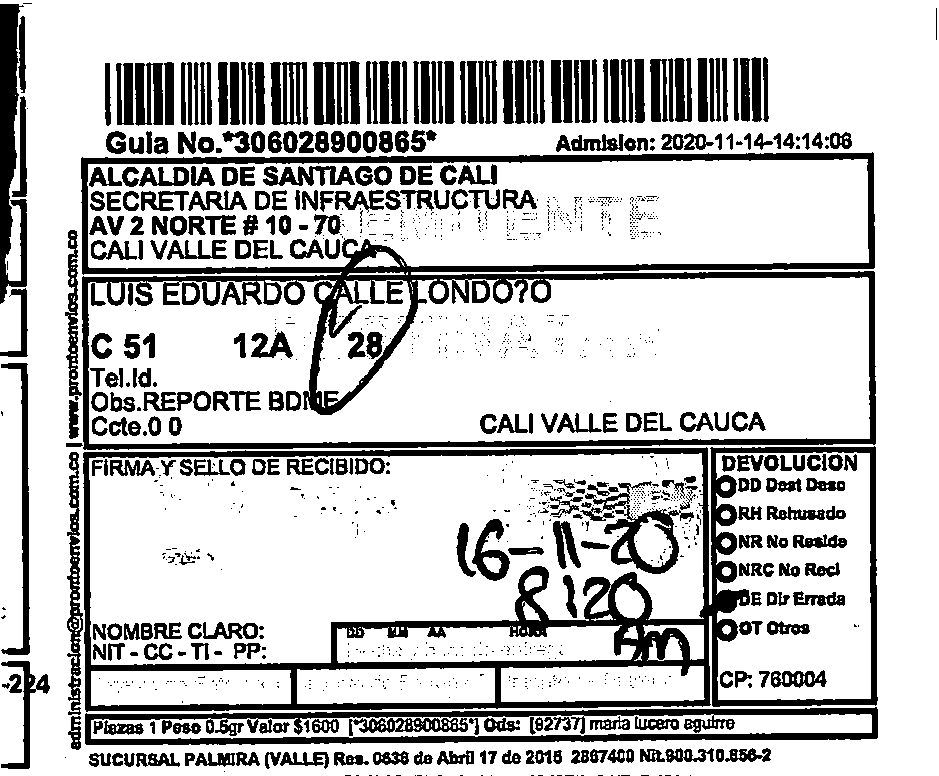 Guia No.*306028900865*
Admision: 2020-11-14-14:14:06
ALCALDIA DE SANTIAGO DE CALI
SECRETARIA DE INFRAESTRUCTURA
AV 2 NORTE # 10 - 70
CALI VALLE DEL CAUCA
LUIS EDUARDO CALLE LONDO?O
C 51 12A 28
Tel.Id.
Obs.REPORTE BDME
Ccte.0 0
CALI VALLE DEL CAUCA
www.prontoenvios.com.co
administracion@prontoenvios.com.co
FIRMA Y SELLO DE RECIBIDO:
16-11-20
8:20
Am
NOMBRE CLARO:
NIT - CC - TI - PP:
DD MM AA HORA
DEVOLUCION
DD Dest Desc
RH Rehusado
NR No Reside
NRC No Recl
DE Dir Errada
OT Otros
CP: 760004
-224
Piezas 1 Peso 0.5gr Valor $1600 [*306028900865*] Ods: [92737] maria lucero aguirre
SUCURSAL PALMIRA (VALLE) Res. 0636 de Abril 17 de 2015 2867400 Nit.900.310.856-2